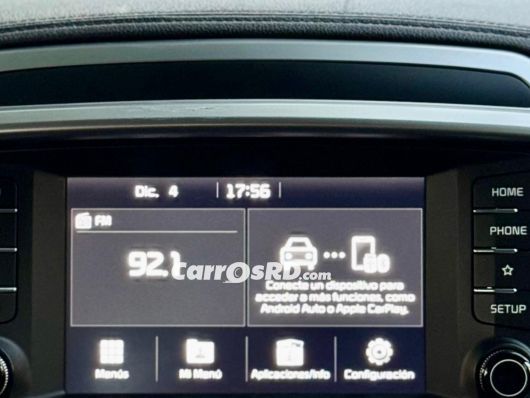 Dic. 4 17:56
FM
92.1
CarrosRD.com
Conecte un dispositivo para
acceder a más funciones, como
Android Auto o Apple CarPlay.
Menús Mi Menú Aplicaciones/Info Configuración
HOME
PHONE
SETUP